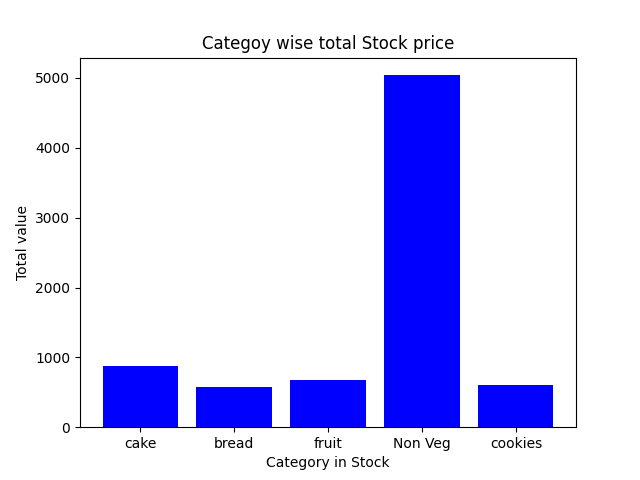 Categoy wise total Stock price
5000
4000
3000
2000
1000
0
Total value
cake bread fruit Non Veg cookies
Category in Stock